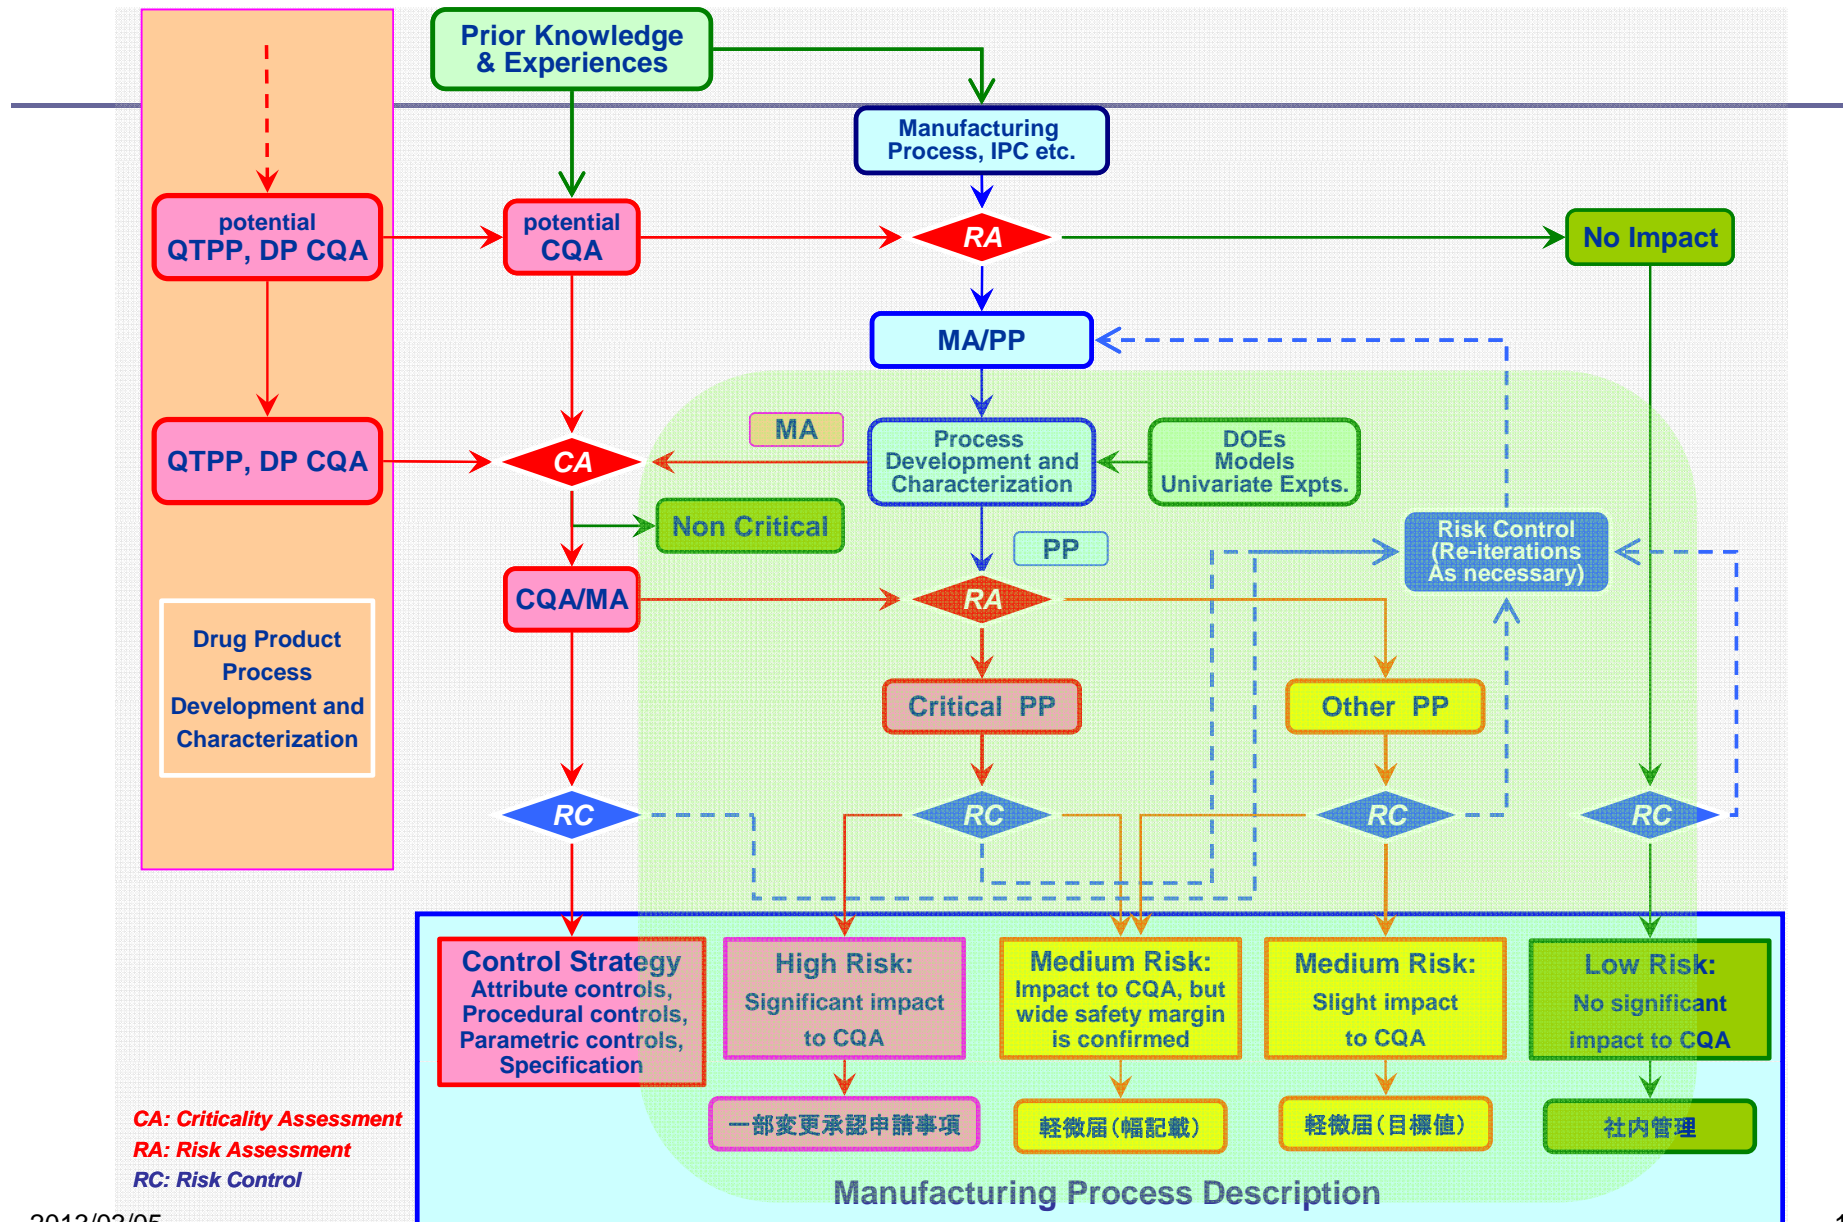 Prior Knowledge
& Experiences
Manufacturing
Process, IPC etc.
potential
QTPP, DP CQA
potential
CQA
RA
No Impact
MA/PP
MA
Process
Development and
Characterization
DOEs
Models
Univariate Expts.
QTPP, DP CQA
CA
Non Critical
PP
Risk Control
(Re-iterations
As necessary)
CQA/MA
RA
Drug Product
Process
Development and
Characterization
Critical PP
Other PP
RC
RC
RC
RC
Control Strategy
Attribute controls,
Procedural controls,
Parametric controls,
Specification
High Risk:
Significant impact
to CQA
Medium Risk:
Impact to CQA, but
wide safety margin
is confirmed
Medium Risk:
Slight impact
to CQA
Low Risk:
No significant
impact to CQA
一部変更承認申請事項
軽微届(幅記載)
軽微届(目標値)
社内管理
CA: Criticality Assessment
RA: Risk Assessment
RC: Risk Control
Manufacturing Process Description